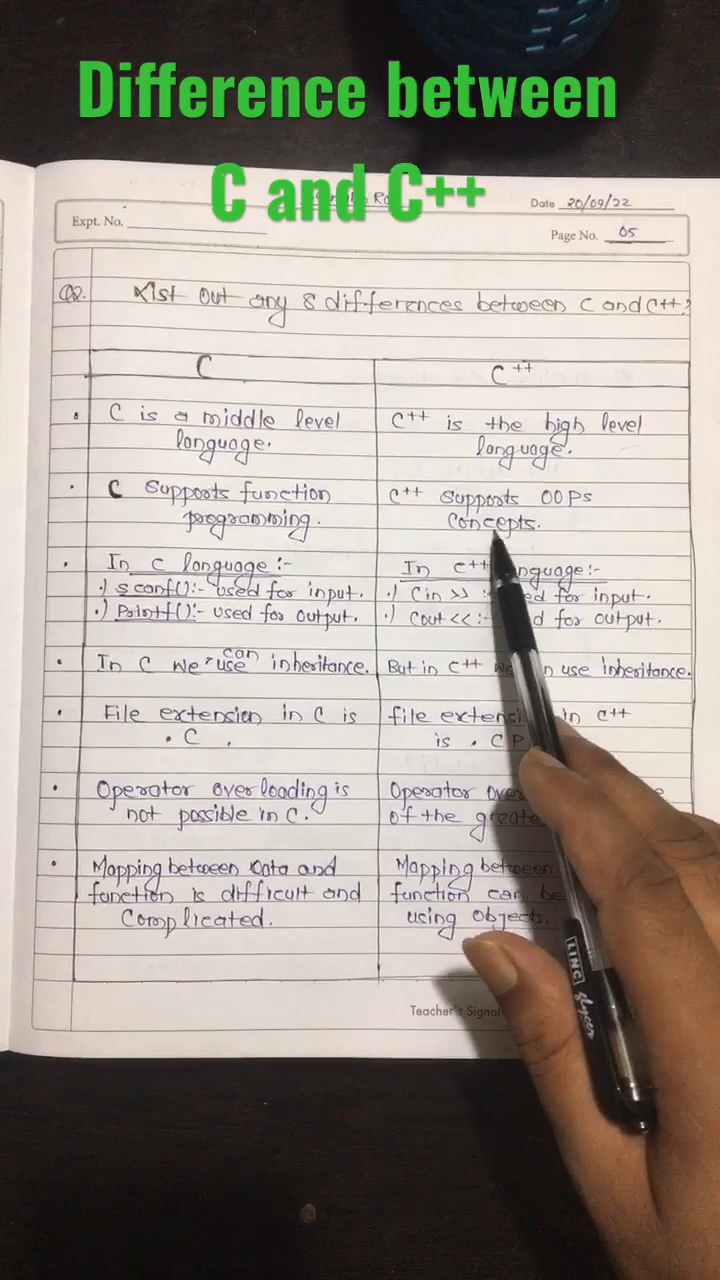 Difference between
C and C++
Date 20/09/22
Expt. No.
Page No. 05
Q2. List out any 8 differences between C and C++?
C
C++
• C is a middle level
language.
C++ is the high level
language.
• C supports function
programming.
C++ supports OOPs
Concepts.
• In C language :-
.) scanf():- used for input.
.) Printf():- used for output.
In C++ language:-
.) Cin >> : used for input.
.) Cout <<:- for output.
• In C we can use inheritance.
But in C++ we can use inheritance.
• File extension in C is
.C .
file extension in C++
is .CP
• Operator overloading is
not possible in C.
Operator
of the
• Mapping between Data and
function is difficult and
Complicated.
Mapping between
function can be
using objects.
Teacher's
LINC
glycer